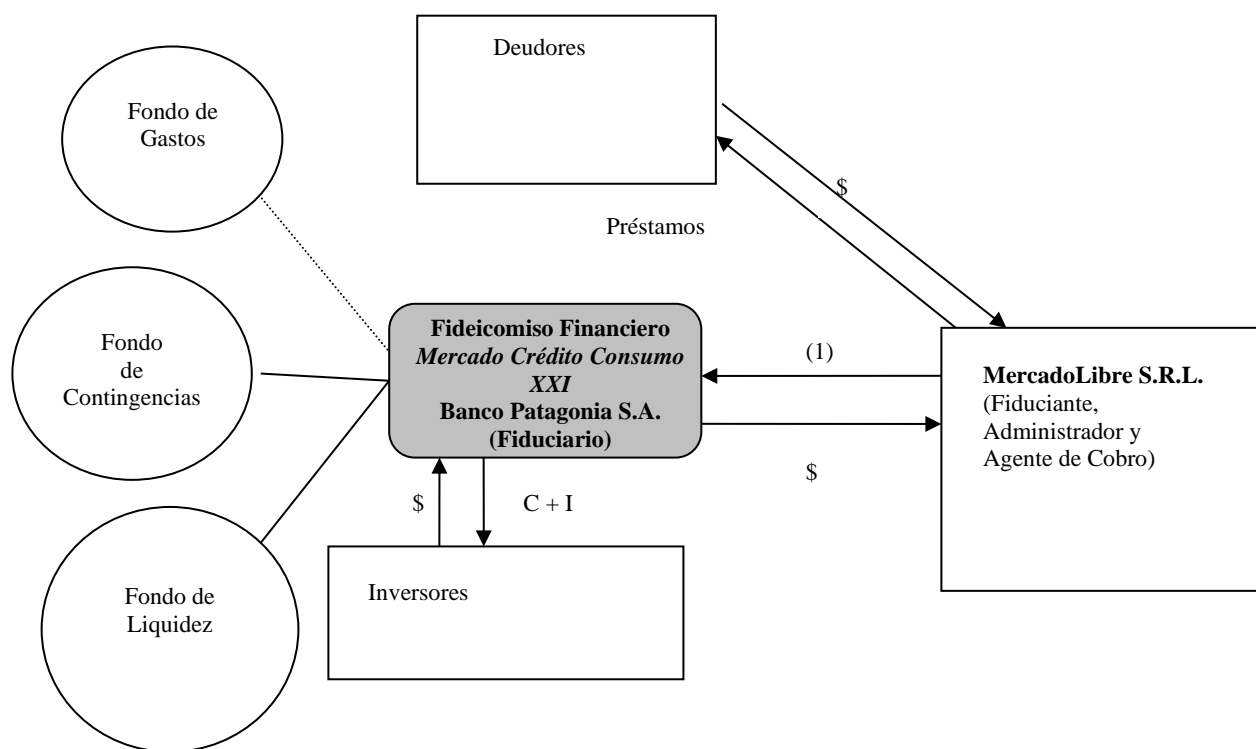 Deudores
Fondo de
Gastos
$
Préstamos
Fondo
de
Contingencias
Fideicomiso Financiero
Mercado Crédito Consumo
XXI
Banco Patagonia S.A.
(Fiduciario)
(1)
MercadoLibre S.R.L.
(Fiduciante,
Administrador y
Agente de Cobro)
$
$
C + I
Fondo de
Liquidez
Inversores